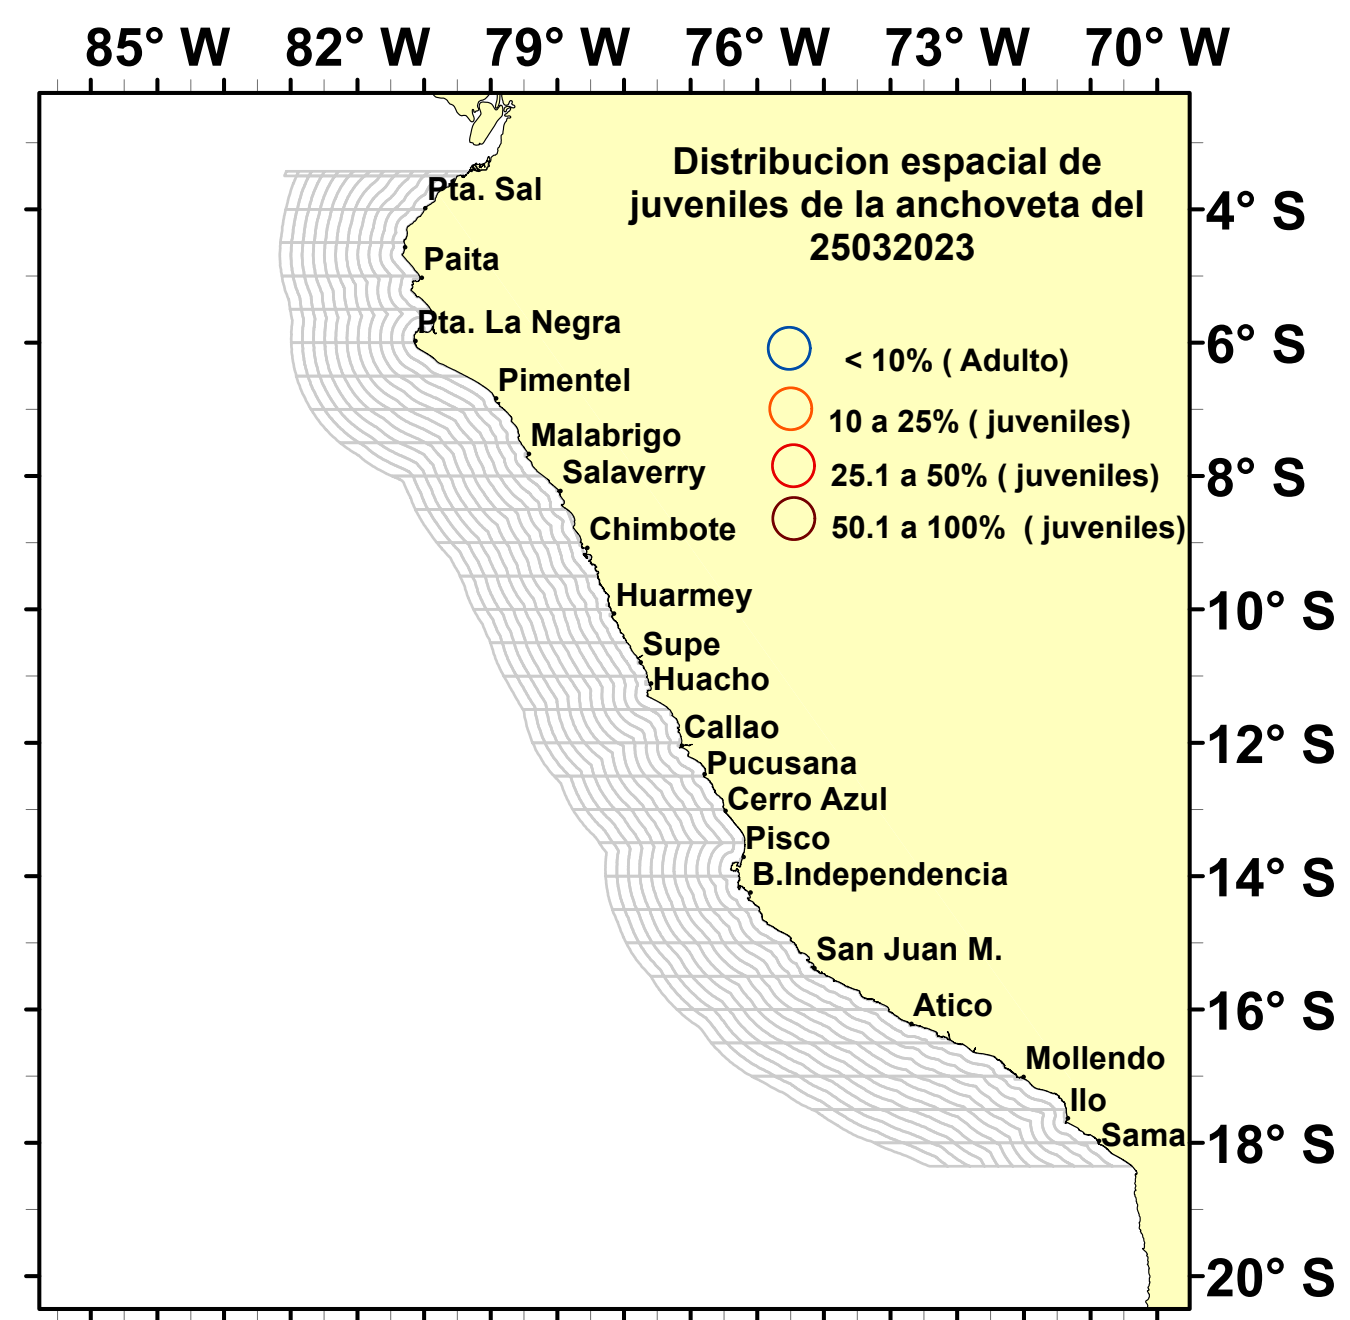 85° W 82° W 79° W 76° W 73° W 70° W
Distribucion espacial de
juveniles de la anchoveta del
25032023
Pta. Sal
4° S
Paita
Pta. La Negra
6° S
< 10% ( Adulto)
Pimentel
10 a 25% ( juveniles)
Malabrigo
Salaverry
25.1 a 50% ( juveniles)
8° S
Chimbote
50.1 a 100%  ( juveniles)
Huarmey
10° S
Supe
Huacho
Callao
12° S
Pucusana
Cerro Azul
Pisco
B.Independencia
14° S
San Juan M.
Atico
16° S
Mollendo
Ilo
Sama
18° S
20° S